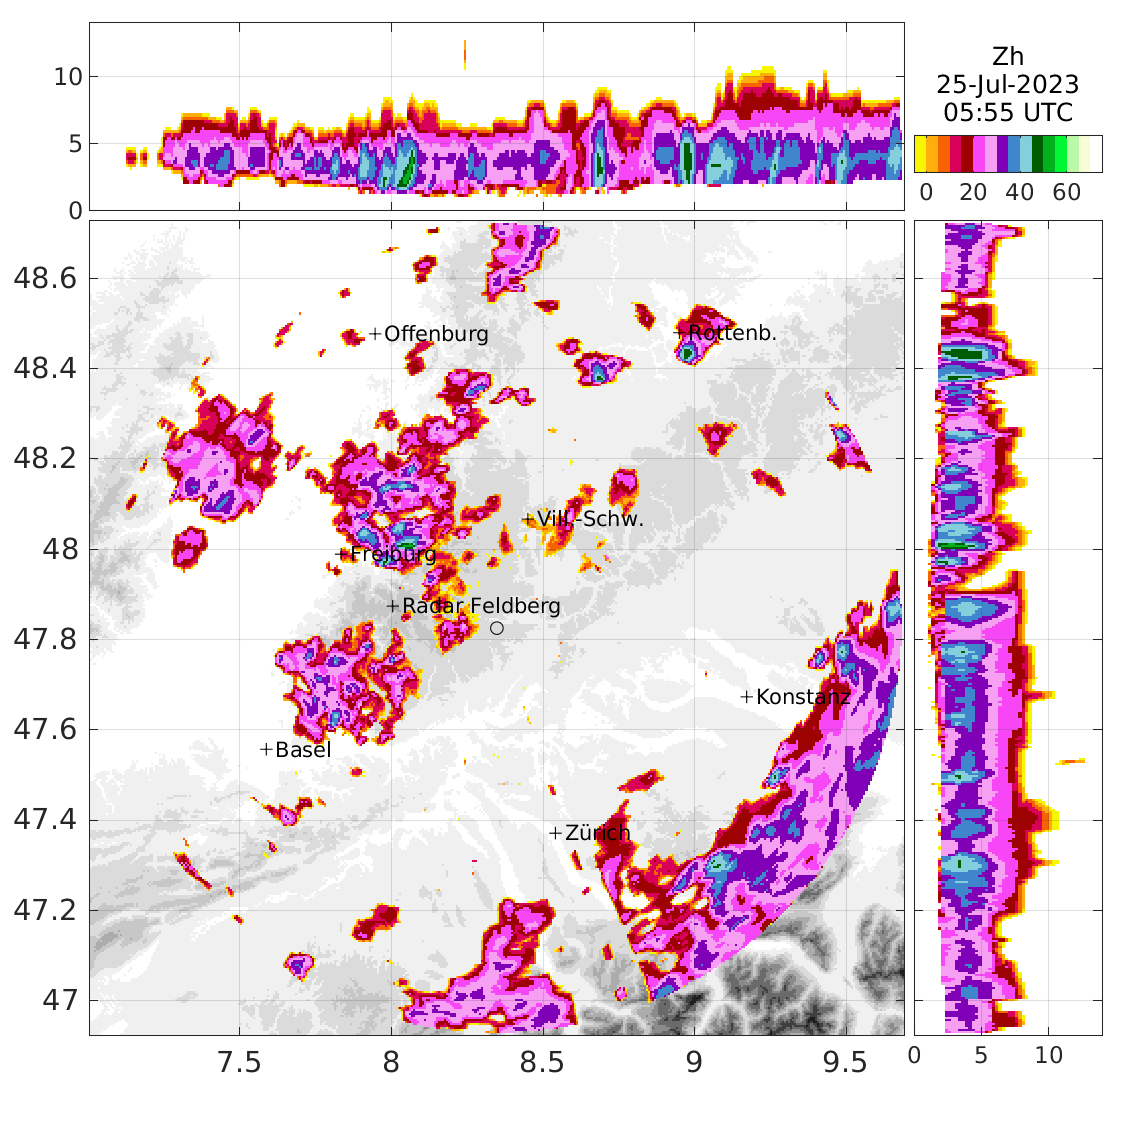 10
5
0
Zh
25-Jul-2023
05:55 UTC
0 20 40 60
48.6
48.4
48.2
48
47.8
47.6
47.4
47.2
47
Offenburg
Rottenb.
Vill.-Schw.
Freiburg
Radar Feldberg
Konstanz
Basel
Zürich
7.5 8 8.5 9 9.5
0 5 10